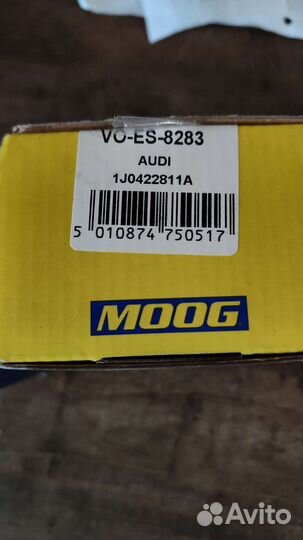 VO-ES-8283
AUDI
1J0422811A
5 010874 750517
MOOG
Avito